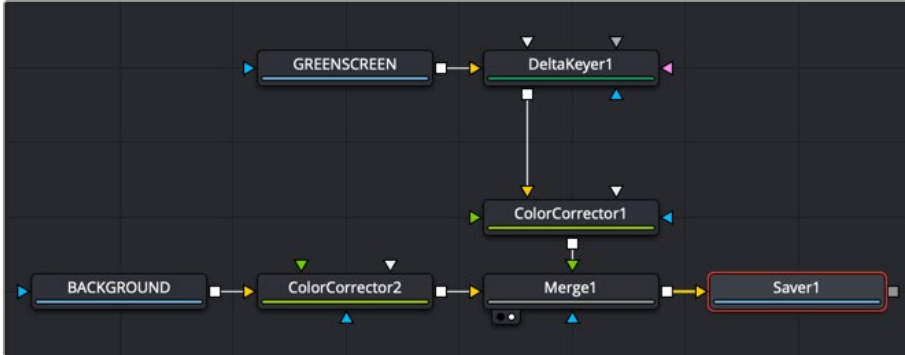 GREENSCREEN
DeltaKeyer1
ColorCorrector1
BACKGROUND
ColorCorrector2
Merge1
Saver1